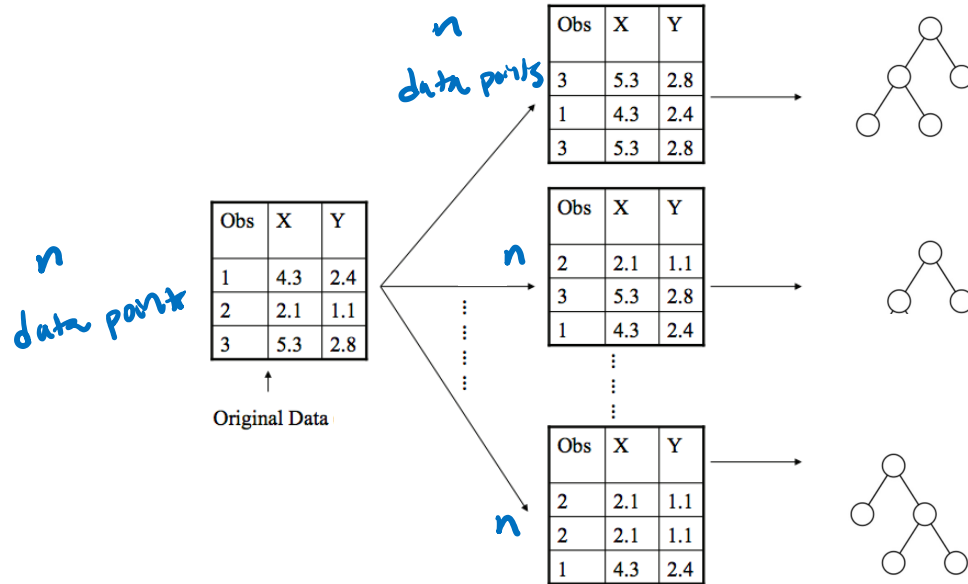 n
data points
Obs X Y
3 5.3 2.8
1 4.3 2.4
3 5.3 2.8
n
data points
Obs X Y
1 4.3 2.4
2 2.1 1.1
3 5.3 2.8
Original Data
n
Obs X Y
2 2.1 1.1
3 5.3 2.8
1 4.3 2.4
n
Obs X Y
2 2.1 1.1
2 2.1 1.1
1 4.3 2.4